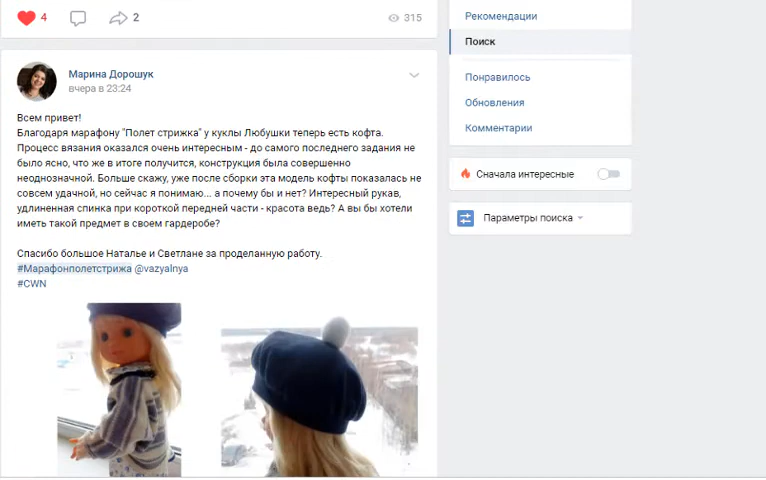 4
2
315
Марина Дорошук
вчера в 23:24
Всем привет!
Благодаря марафону "Полет стрижка" у куклы Любушки теперь есть кофта.
Процесс вязания оказался очень интересным - до самого последнего задания не
было ясно, что же в итоге получится, конструкция была совершенно
неоднозначной. Больше скажу, уже после сборки эта модель кофты показалась не
совсем удачной, но сейчас я понимаю... а почему бы и нет? Интересный рукав,
удлиненная спинка при короткой передней части - красота ведь? А вы бы хотели
иметь такой предмет в своем гардеробе?
Спасибо большое Наталье и Светлане за проделанную работу.
#Марафонполетстрижа @vazyalnya
#CWN
Рекомендации
Поиск
Понравилось
Обновления
Комментарии
Сначала интересные
Параметры поиска